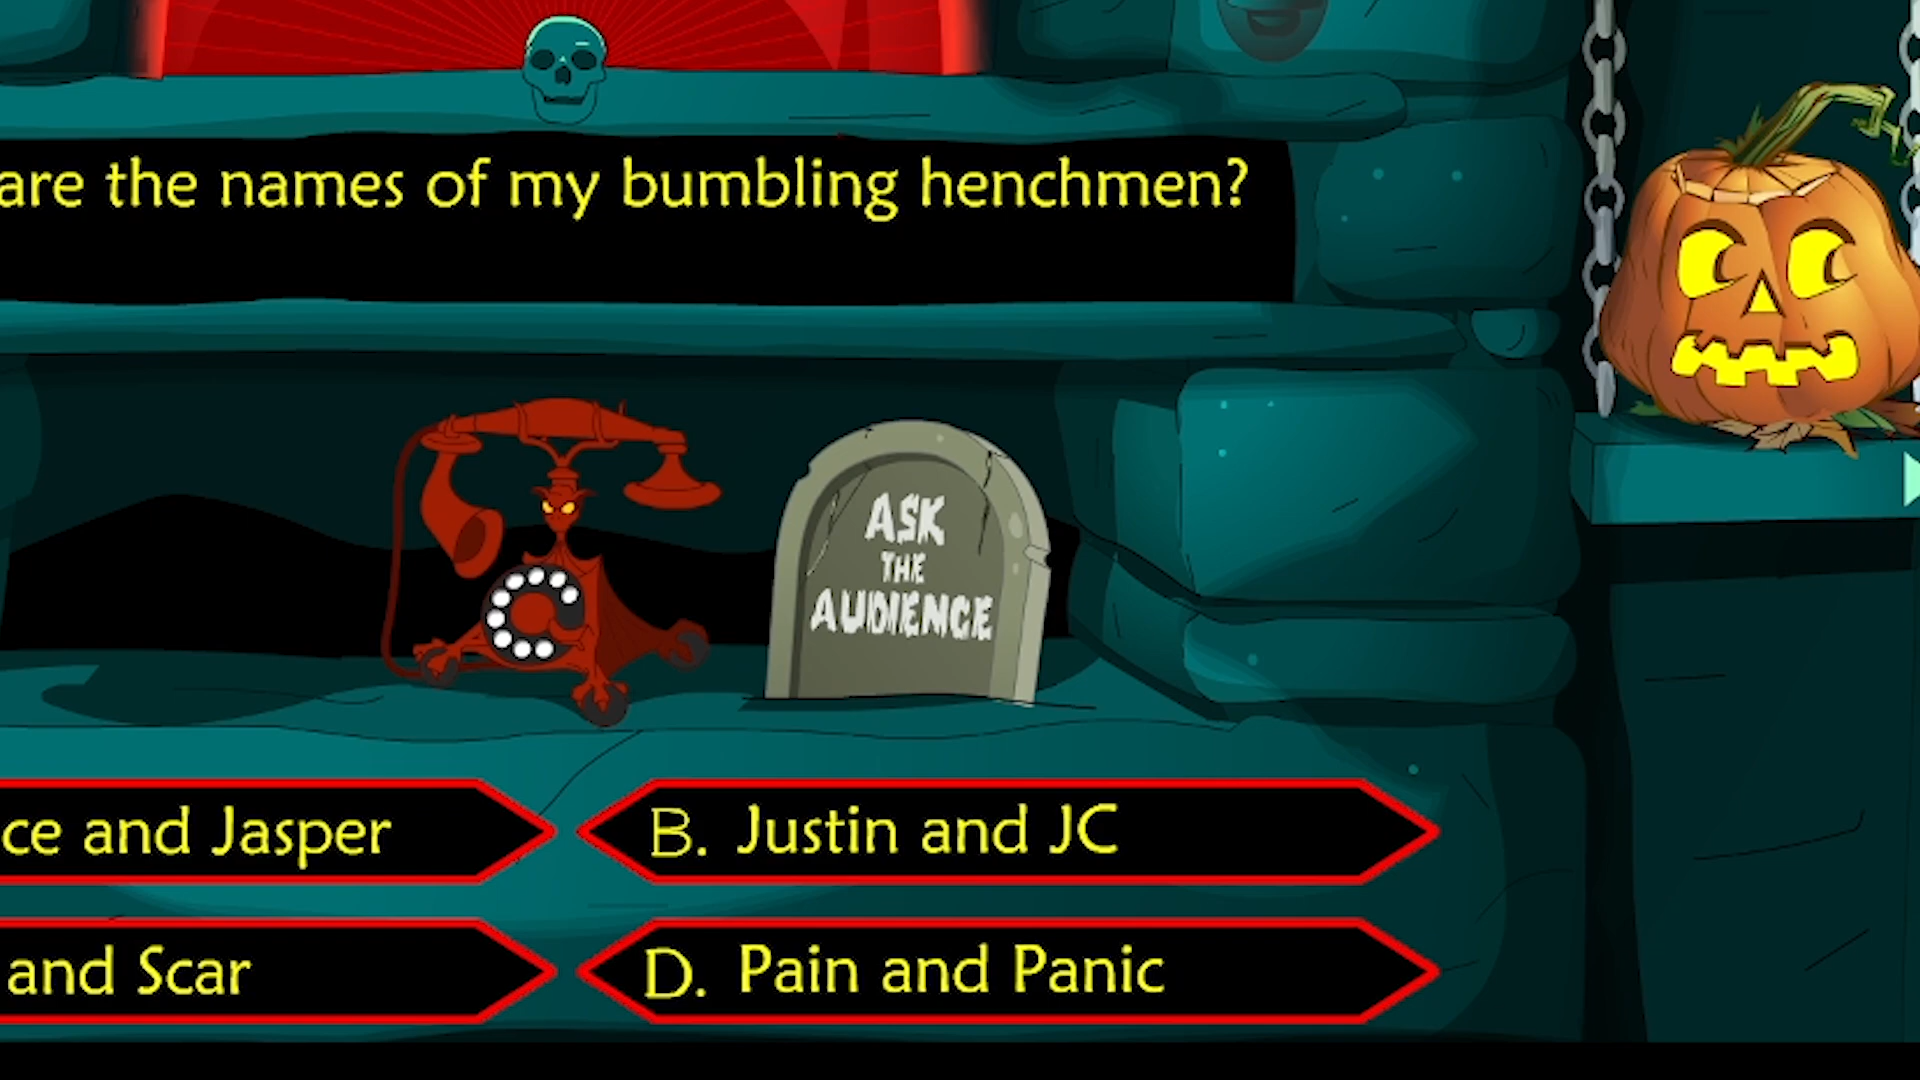 are the names of my bumbling henchmen?
ASK
THE
AUDIENCE
ce and Jasper
B. Justin and JC
and Scar
D. Pain and Panic